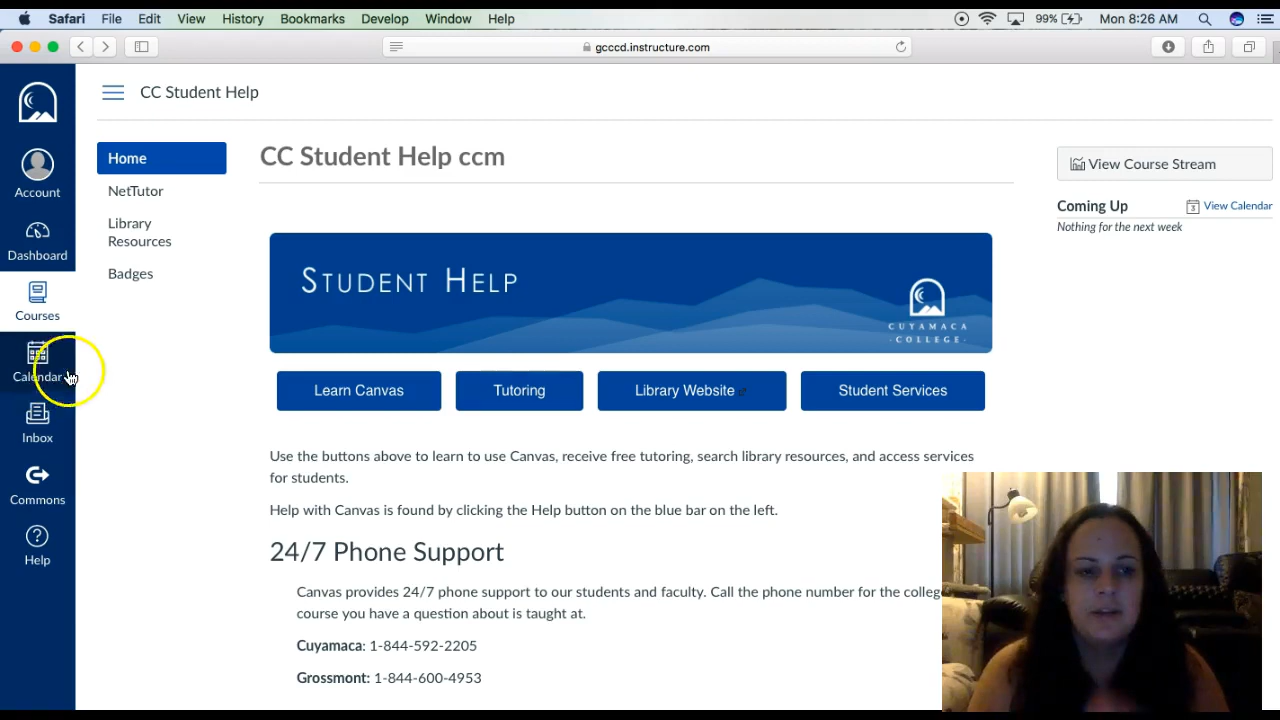 Safari File Edit View History Bookmarks Develop Window Help 99% Mon 8:26 AM
gcccd.instructure.com
CC Student Help
Account
Dashboard
Courses
Calendar
Inbox
Commons
Help
Home
NetTutor
Library
Resources
Badges
CC Student Help ccm
STUDENT HELP
CUYAMACA
COLLEGE
Learn Canvas Tutoring Library Website Student Services
Use the buttons above to learn to use Canvas, receive free tutoring, search library resources, and access services
for students.
Help with Canvas is found by clicking the Help button on the blue bar on the left.
24/7 Phone Support
Canvas provides 24/7 phone support to our students and faculty. Call the phone number for the
course you have a question about is taught at.
Cuyamaca: 1-844-592-2205
Grossmont: 1-844-600-4953
View Course Stream
Coming Up 3 View Calendar
Nothing for the next week